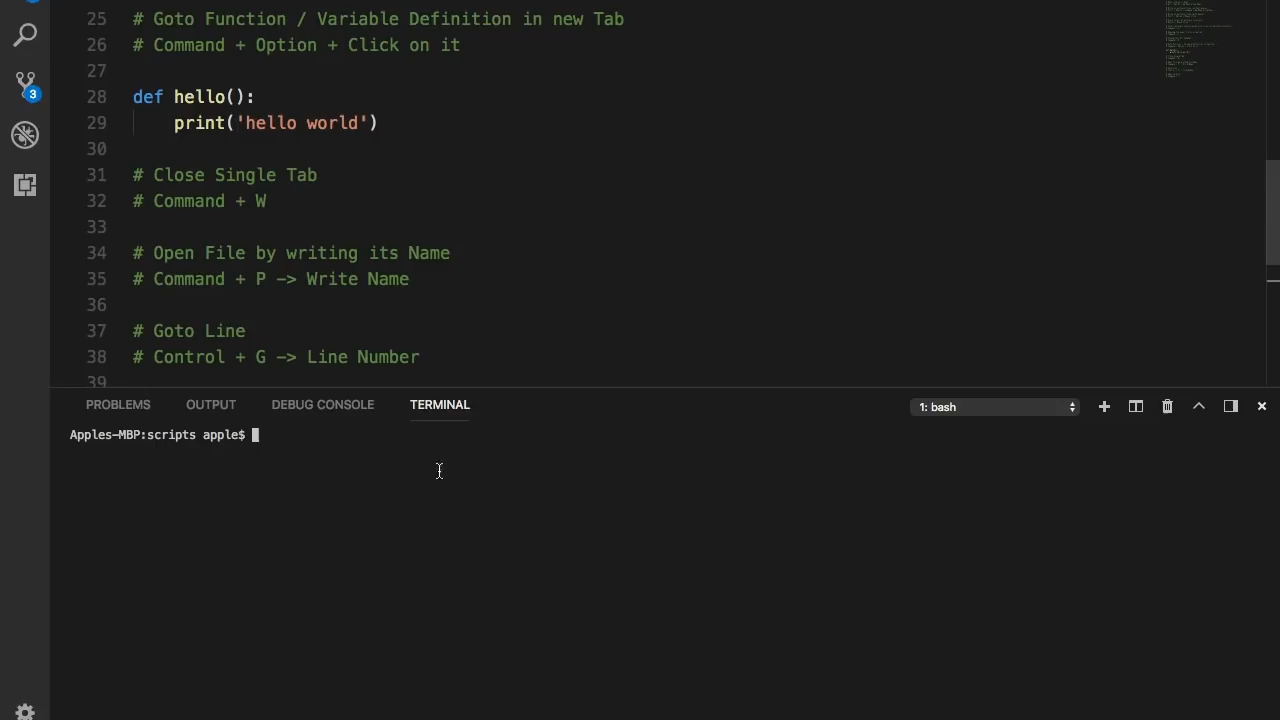 25 # Goto Function / Variable Definition in new Tab
26 # Command + Option + Click on it
27
28 def hello():
29 print('hello world')
30
31 # Close Single Tab
32 # Command + W
33
34 # Open File by writing its Name
35 # Command + P -> Write Name
36
37 # Goto Line
38 # Control + G -> Line Number
39
3
PROBLEMS OUTPUT DEBUG CONSOLE TERMINAL 1: bash
Apples-MBP:scripts apple$